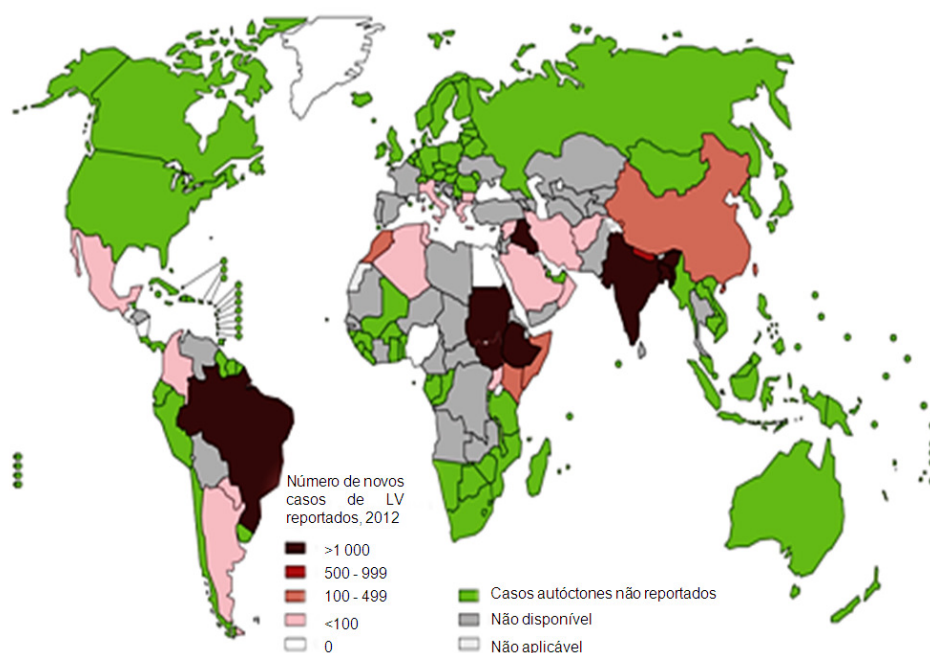 Número de novos
casos de LV
reportados, 2012
>1 000
500 - 999
100 - 499
<100
0
Casos autóctones não reportados
Não disponível
Não aplicável